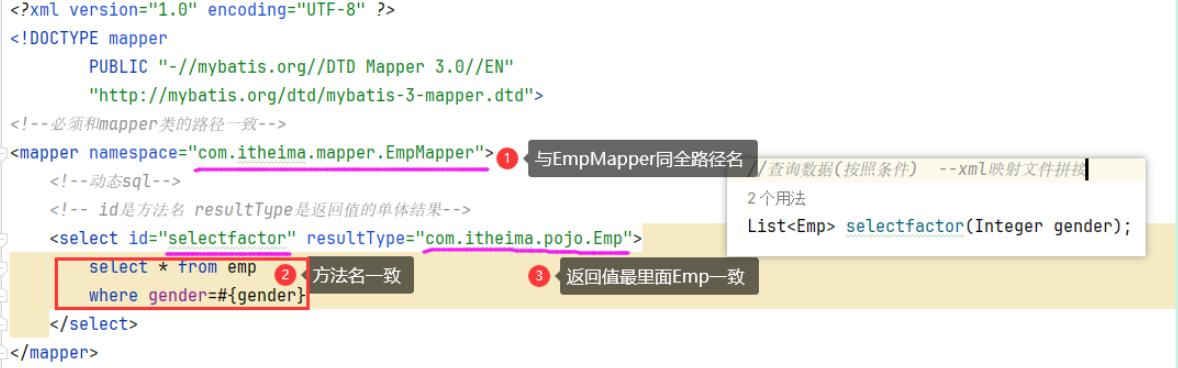 <?xml version="1.0" encoding="UTF-8" ?>
<!DOCTYPE mapper
PUBLIC "-//mybatis.org//DTD Mapper 3.0//EN"
"http://mybatis.org/dtd/mybatis-3-mapper.dtd">
<!--必须和mapper类的路径一致-->
<mapper namespace="com.itheima.mapper.EmpMapper">
1 与EmpMapper同全路径名
//查询数据(按照条件) --xml映射文件拼接
2 个用法
List<Emp> selectfactor(Integer gender);
<!--动态sql-->
<!-- id是方法名 resultType是返回值的单体结果-->
<select id="selectfactor" resultType="com.itheima.pojo.Emp">
select * from emp
2 方法名一致
3 返回值最里面Emp一致
where gender=#{gender}
</select>
</mapper>